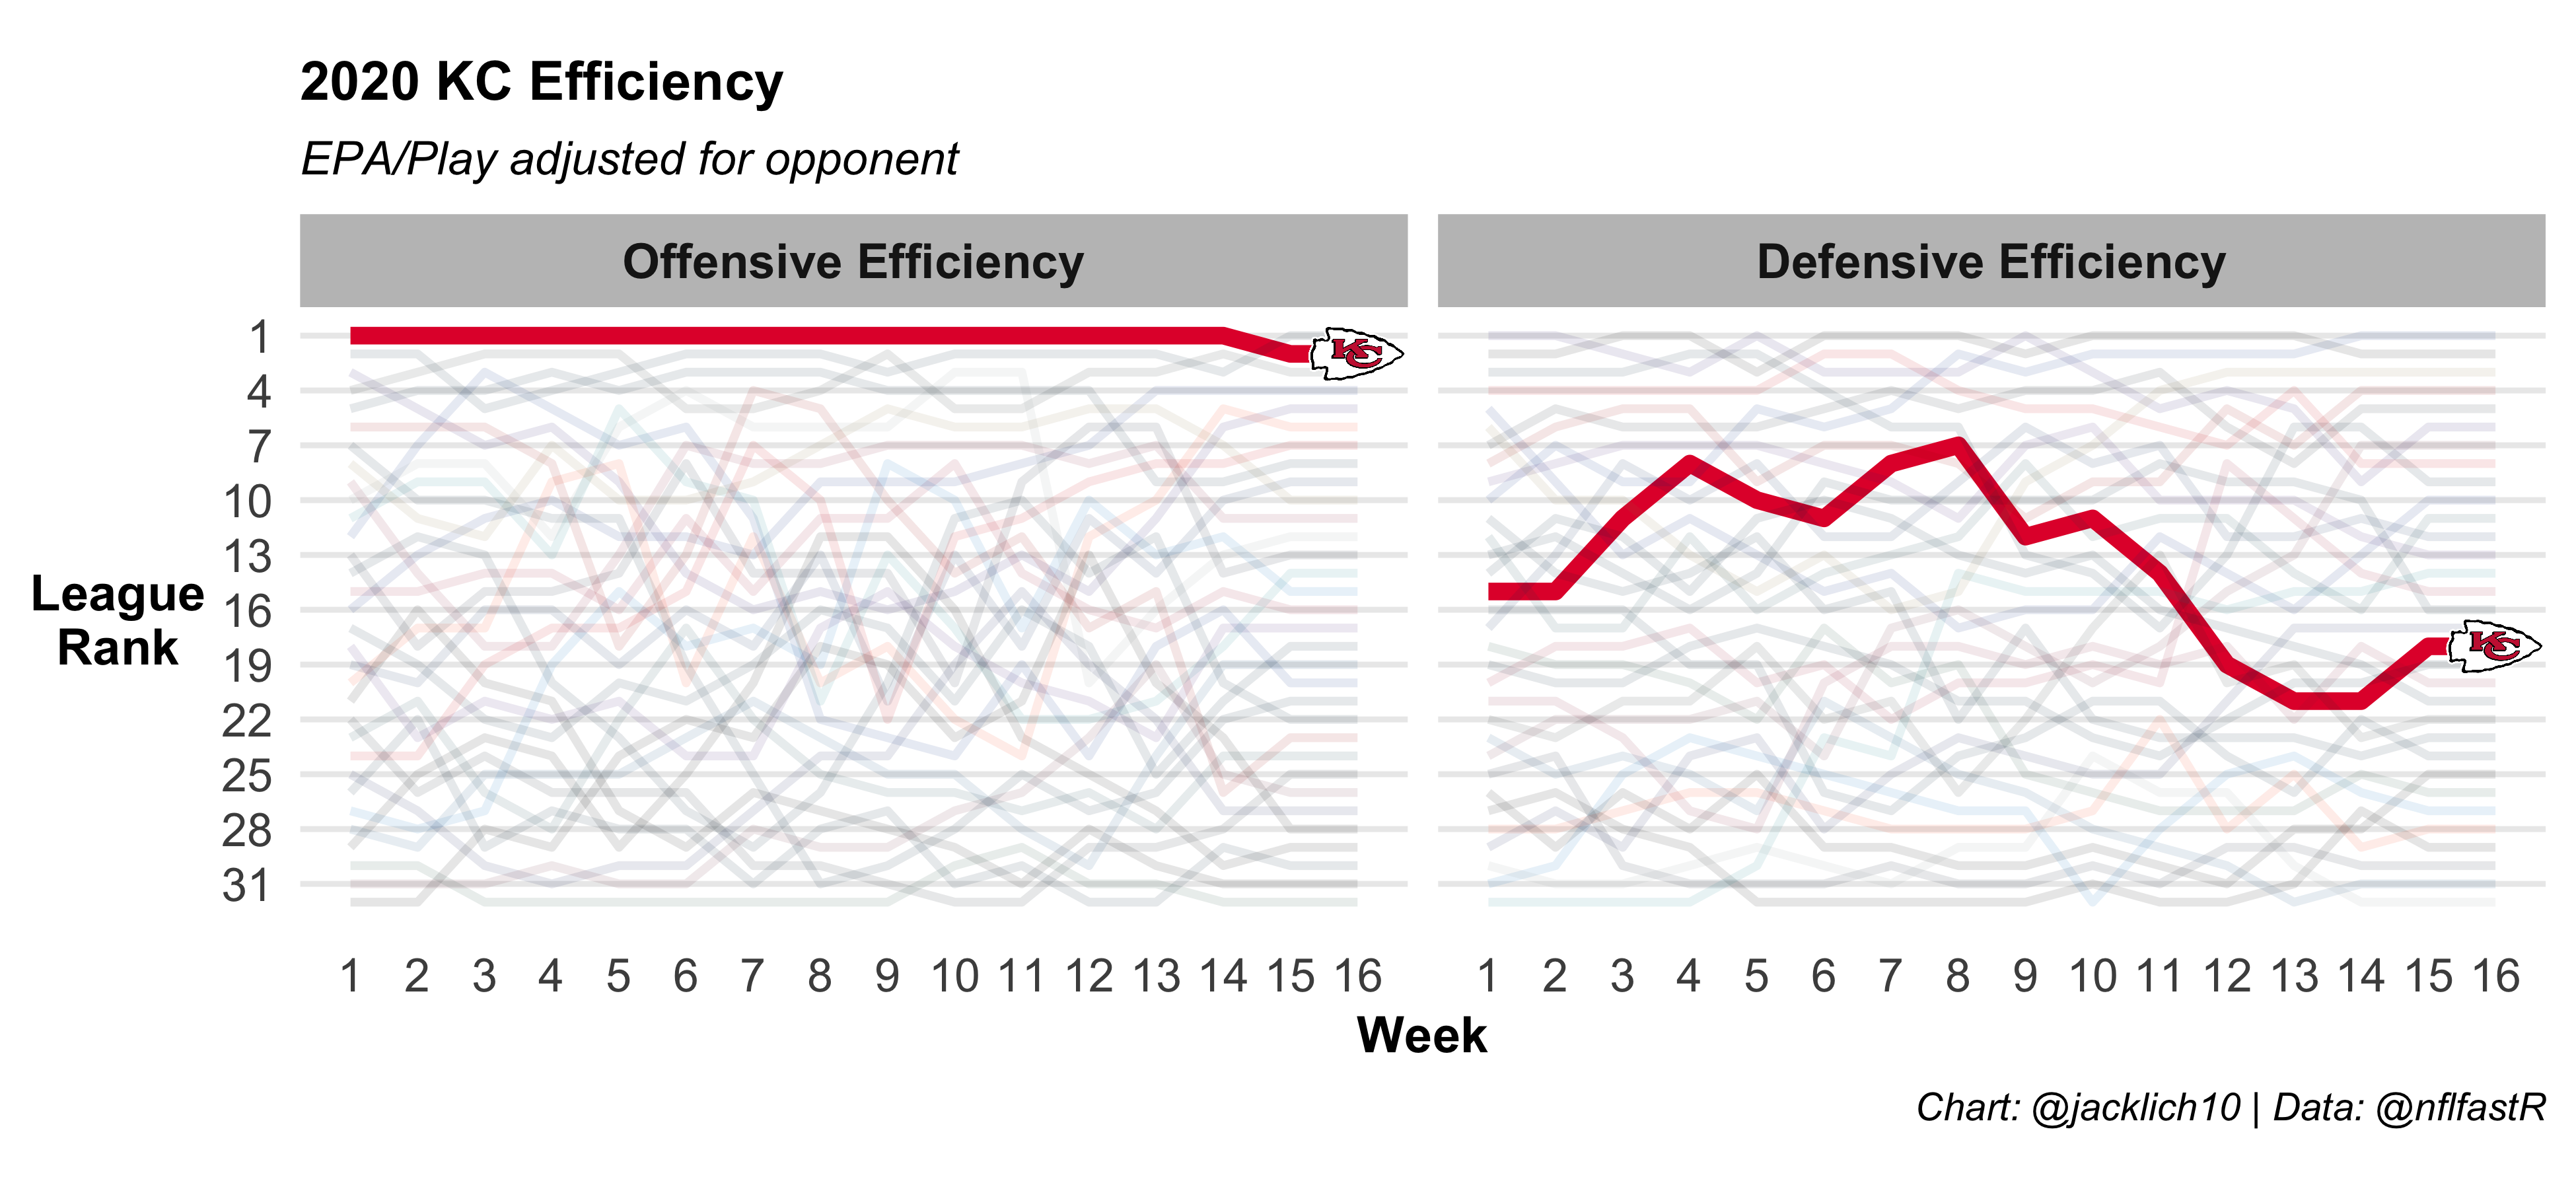 2020 KC Efficiency
EPA/Play adjusted for opponent
Offensive Efficiency
Defensive Efficiency
League
Rank
1
4
7
10
13
16
19
22
25
28
31
KC
KC
1 2 3 4 5 6 7 8 9 10 11 12 13 14 15 16
1 2 3 4 5 6 7 8 9 10 11 12 13 14 15 16
Week
Chart: @jacklich10 | Data: @nflfastR